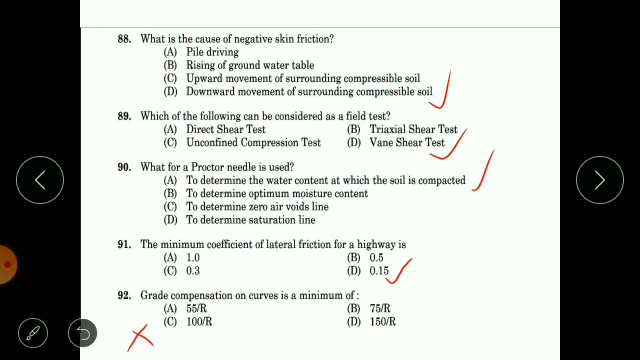 88. What is the cause of negative skin friction?
(A) Pile driving
(B) Rising of ground water table
(C) Upward movement of surrounding compressible soil
(D) Downward movement of surrounding compressible soil
89. Which of the following can be considered as a field test?
(A) Direct Shear Test (B) Triaxial Shear Test
(C) Unconfined Compression Test (D) Vane Shear Test
90. What for a Proctor needle is used?
(A) To determine the water content at which the soil is compacted
(B) To determine optimum moisture content
(C) To determine zero air voids line
(D) To determine saturation line
91. The minimum coefficient of lateral friction for a highway is
(A) 1.0 (B) 0.5
(C) 0.3 (D) 0.15
92. Grade compensation on curves is a minimum of :
(A) 55/R (B) 75/R
(C) 100/R (D) 150/R